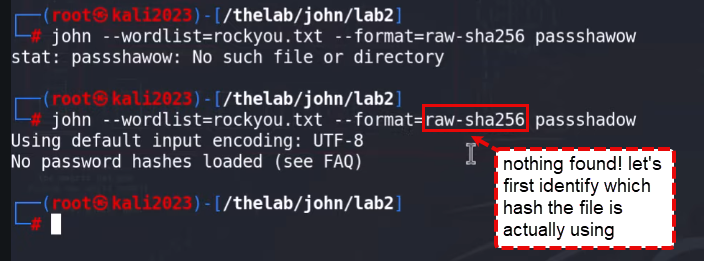 ┌──(root㉿kali2023)-[/thelab/john/lab2]
└─# john --wordlist=rockyou.txt --format=raw-sha256 passshawow
stat: passshawow: No such file or directory
┌──(root㉿kali2023)-[/thelab/john/lab2]
└─# john --wordlist=rockyou.txt --format=raw-sha256 passshadow
Using default input encoding: UTF-8
No password hashes loaded (see FAQ)
┌──(root㉿kali2023)-[/thelab/john/lab2]
└─#
nothing found! let's
first identify which
hash the file is
actually using